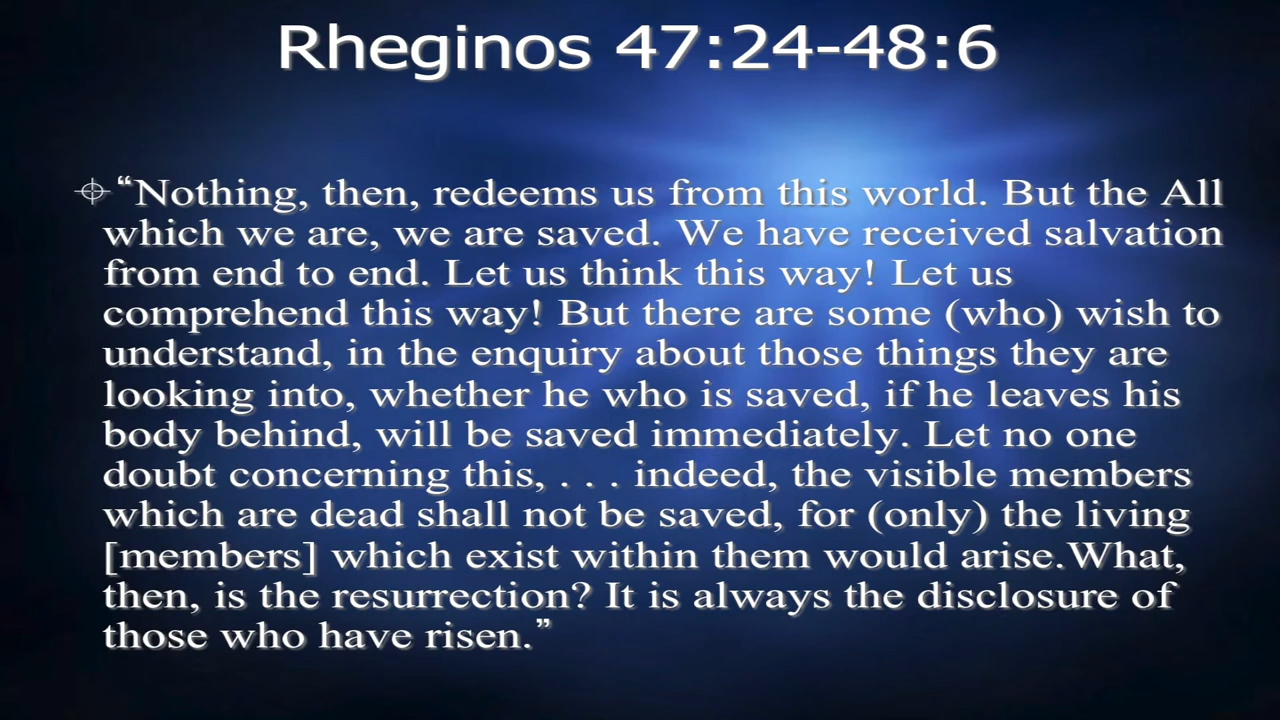 Rheginos 47:24-48:6
“Nothing, then, redeems us from this world. But the All
which we are, we are saved. We have received salvation
from end to end. Let us think this way! Let us
comprehend this way! But there are some (who) wish to
understand, in the enquiry about those things they are
looking into, whether he who is saved, if he leaves his
body behind, will be saved immediately. Let no one
doubt concerning this, . . . indeed, the visible members
which are dead shall not be saved, for (only) the living
[members] which exist within them would arise.What,
then, is the resurrection? It is always the disclosure of
those who have risen.”